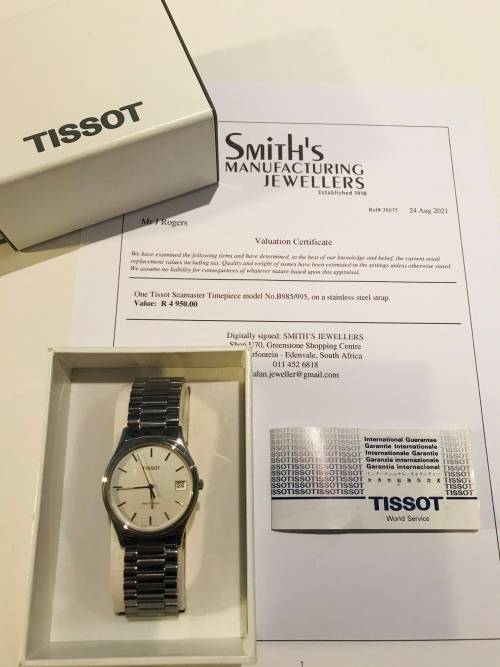 TISSOT
Smith's
MANUFACTURING
JEWELLERS
Established 1918
Ref# 38675 24 Aug 2021
Mr J Rogers
Valuation Certificate
We have examined the following items and have determined, to the best of our knowledge and belief, the current retail
replacement values including tax. Quality and weight of stones have been estimated in the settings unless otherwise stated.
We assume no liability for consequences of whatever nature based upon this appraisal.
One Tissot Seamaster Timepiece model No.B985/995, on a stainless steel strap.
Value: R 4 950.00
Digitally signed: SMITH'S JEWELLERS
Shop U70, Greenstone Shopping Centre
rfontein - Edenvale, South Africa
011 452 6818
alan.jeweller@gmail.com
TISSOT
International Guarantee
Garantie internationale
Internationale Garantie
Garanzia internazionale
Garantia internacional
TISSOT
World Service
1